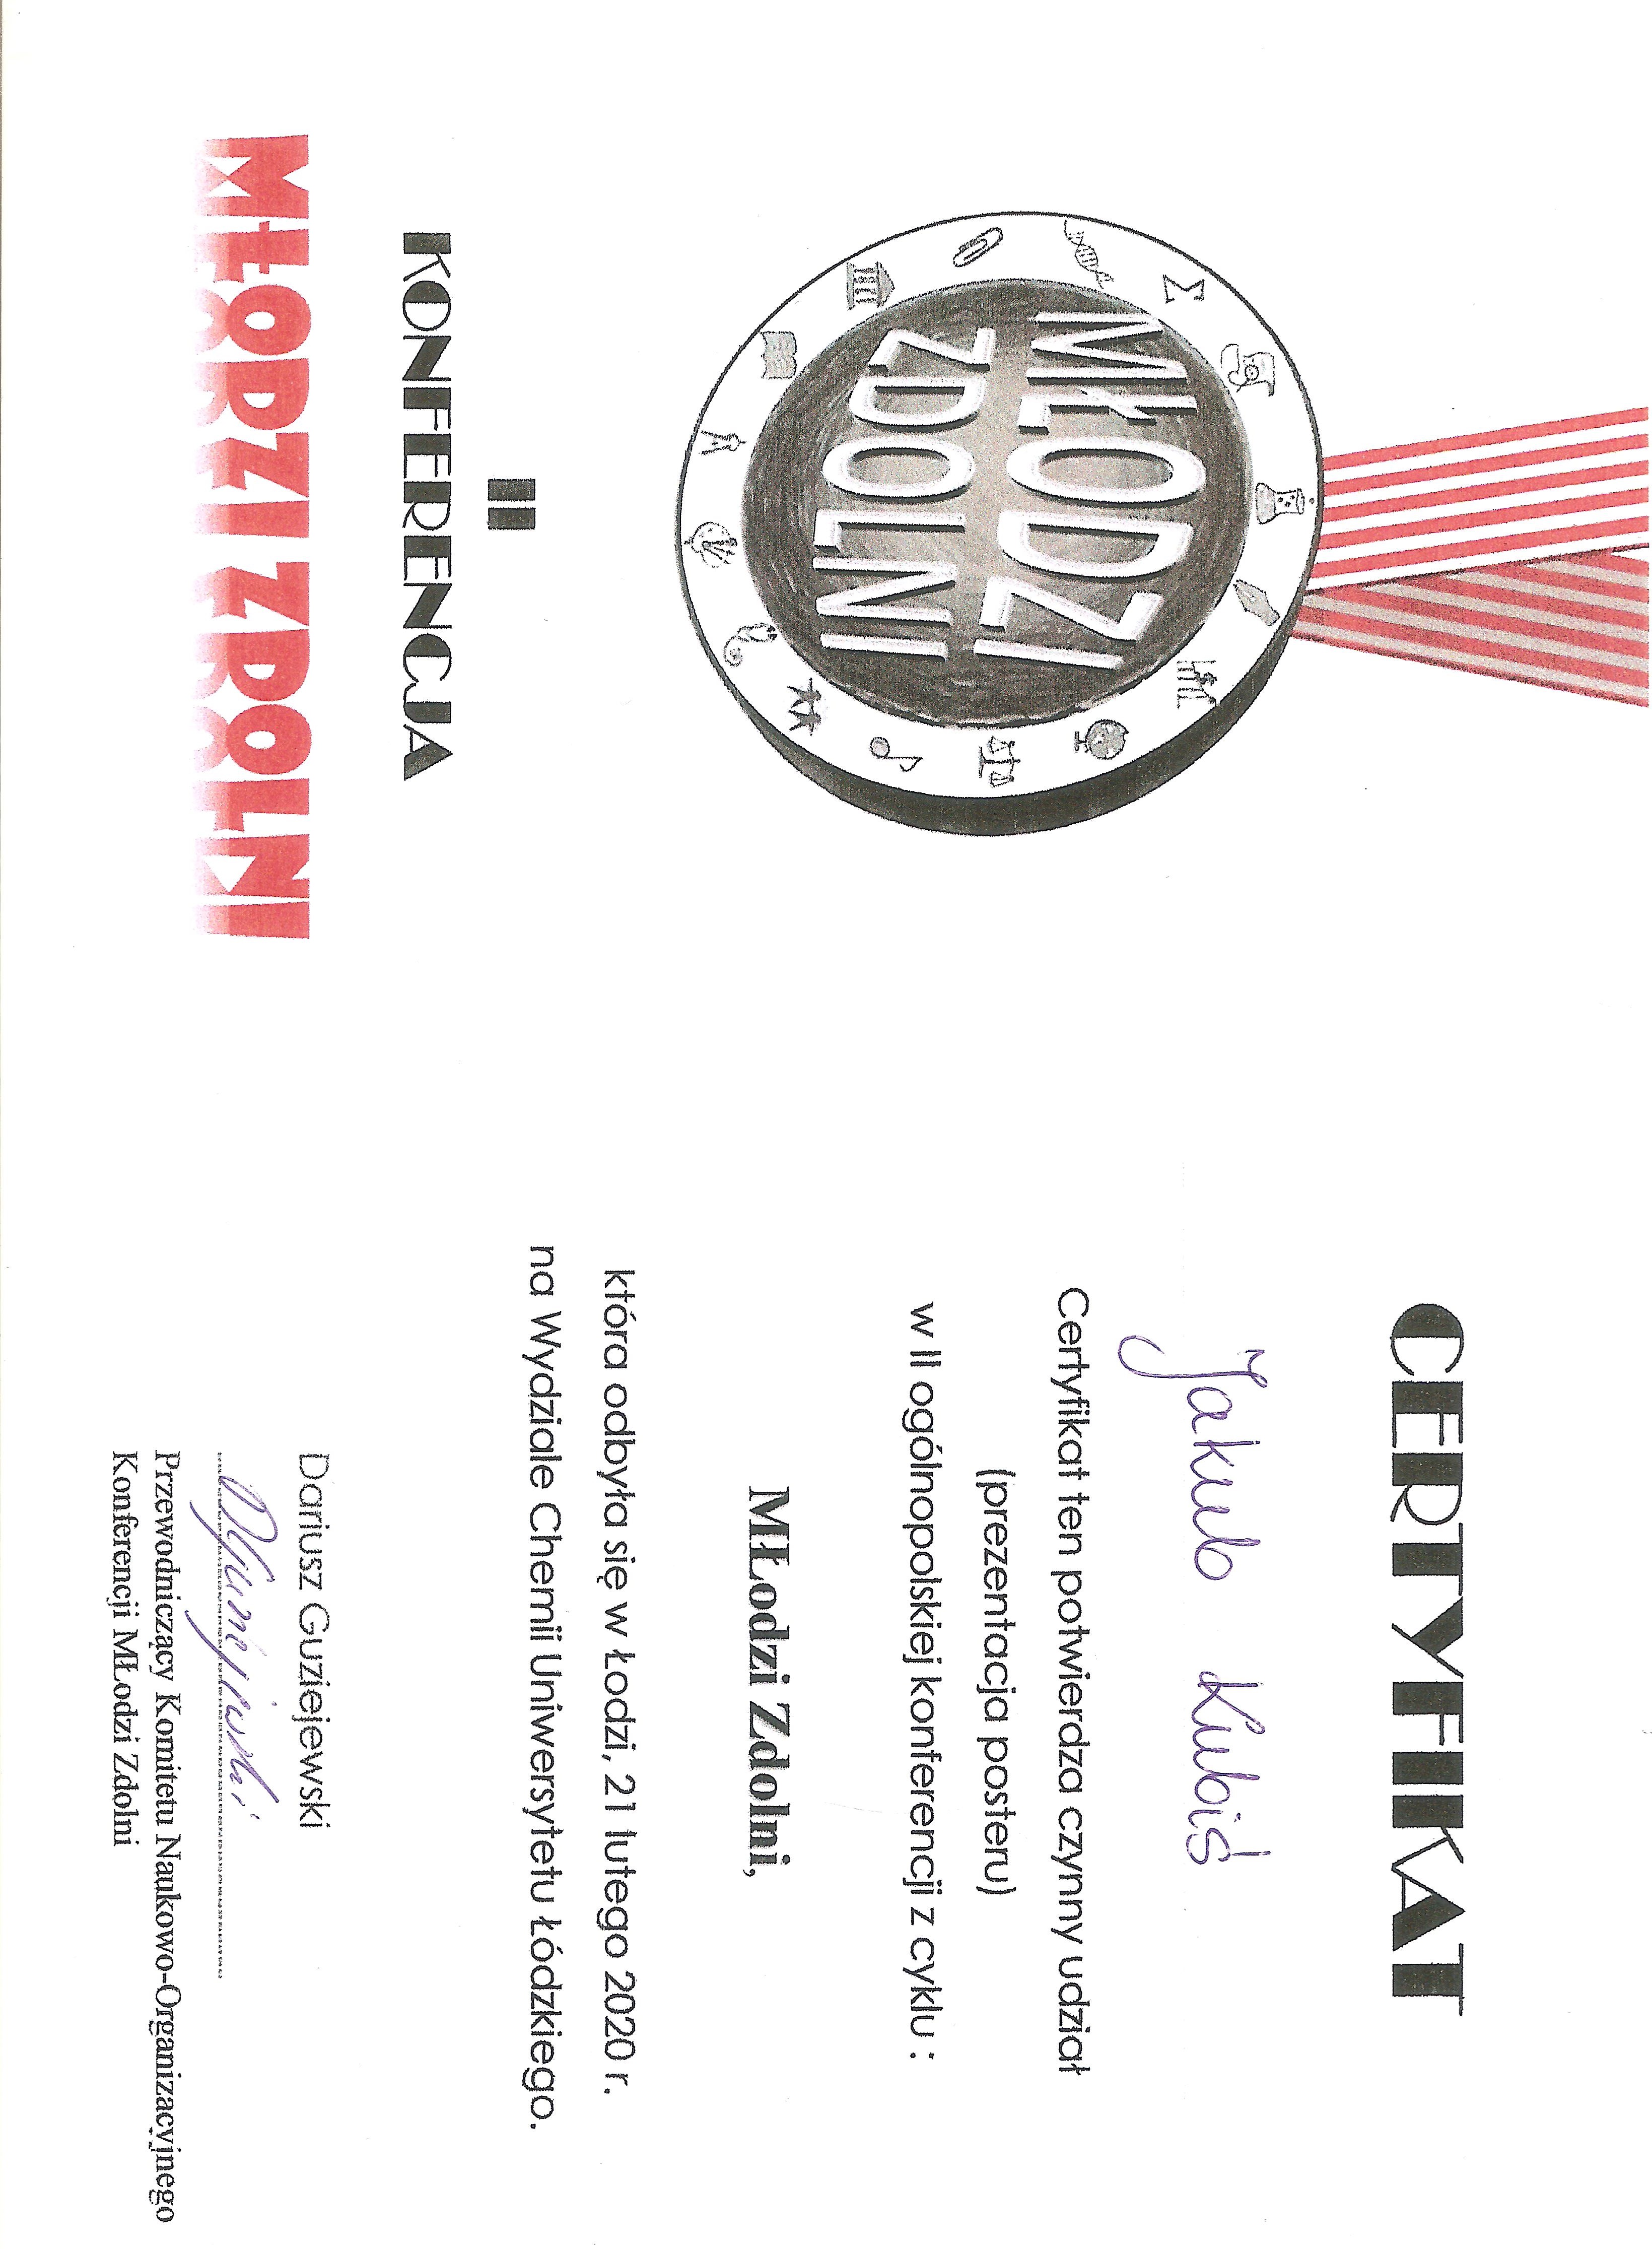 MŁODZI
ZDOLNI
II
KONFERENCJA
MŁODZI ZDOLNI
CERTYFIKAT
Jakub Kubiś
Certyfikat ten potwierdza czynny udział
(prezentacja posteru)
w II ogólnopolskiej konferencji z cyklu :
MŁodzi Zdolni,
która odbyła się w Łodzi, 21 lutego 2020 r.
na Wydziale Chemii Uniwersytetu Łódzkiego.
Dariusz Guziejewski
DGuziejewski
Przewodniczący Komitetu Naukowo-Organizacyjnego
Konferencji MŁodzi Zdolni